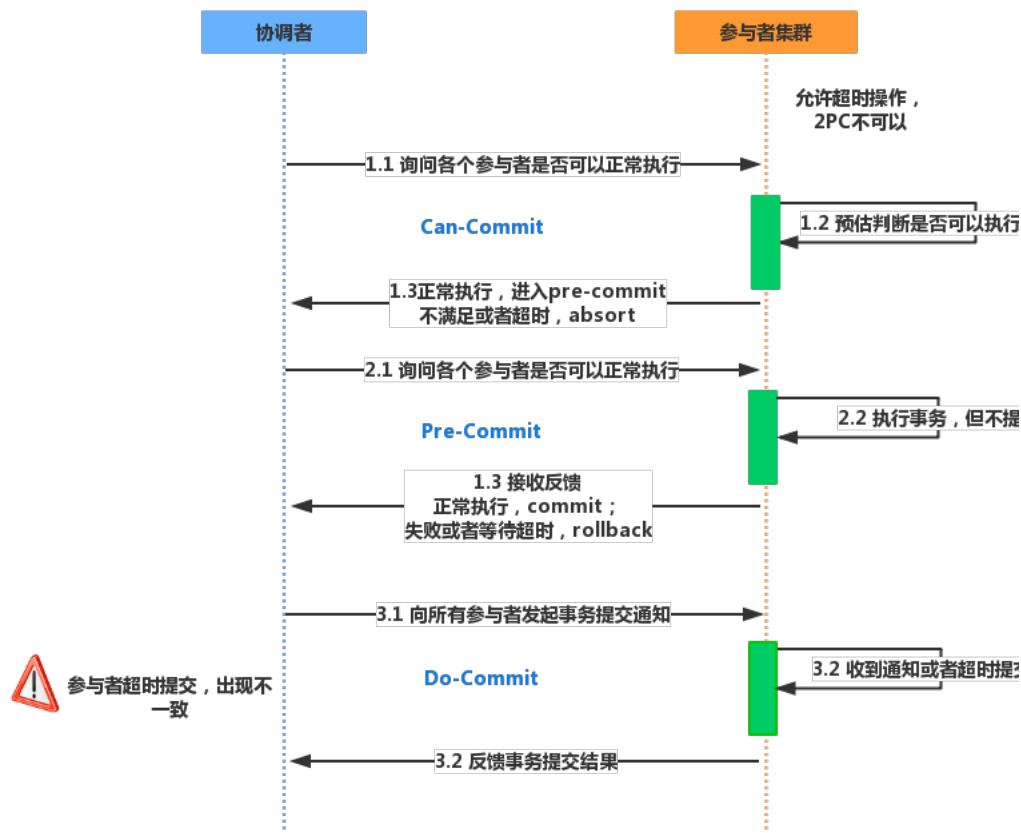 协调者
参与者集群
允许超时操作，
2PC不可以
1.1 询问各个参与者是否可以正常执行
Can-Commit
1.2 预估判断是否可以执行
1.3正常执行，进入pre-commit
不满足或者超时，absort
2.1 询问各个参与者是否可以正常执行
Pre-Commit
2.2 执行事务，但不提
1.3 接收反馈
正常执行，commit；
失败或者等待超时，rollback
3.1 向所有参与者发起事务提交通知
Do-Commit
3.2 收到通知或者超时提交
参与者超时提交，出现不
一致
3.2 反馈事务提交结果